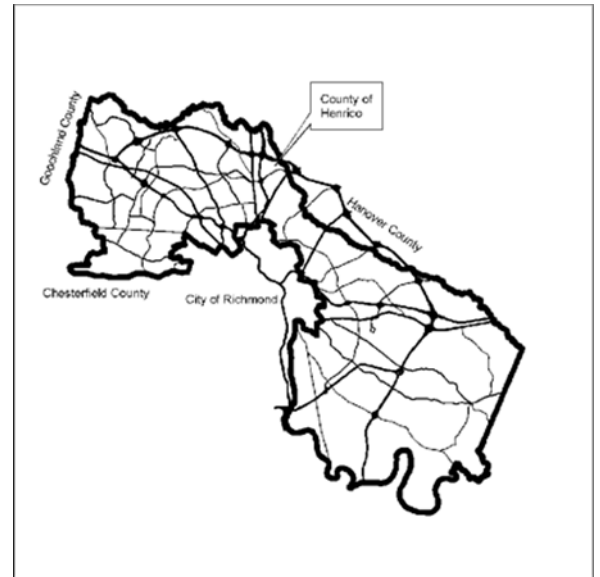 County of
Henrico
Goochland County
Hanover County
Chesterfield County
City of Richmond